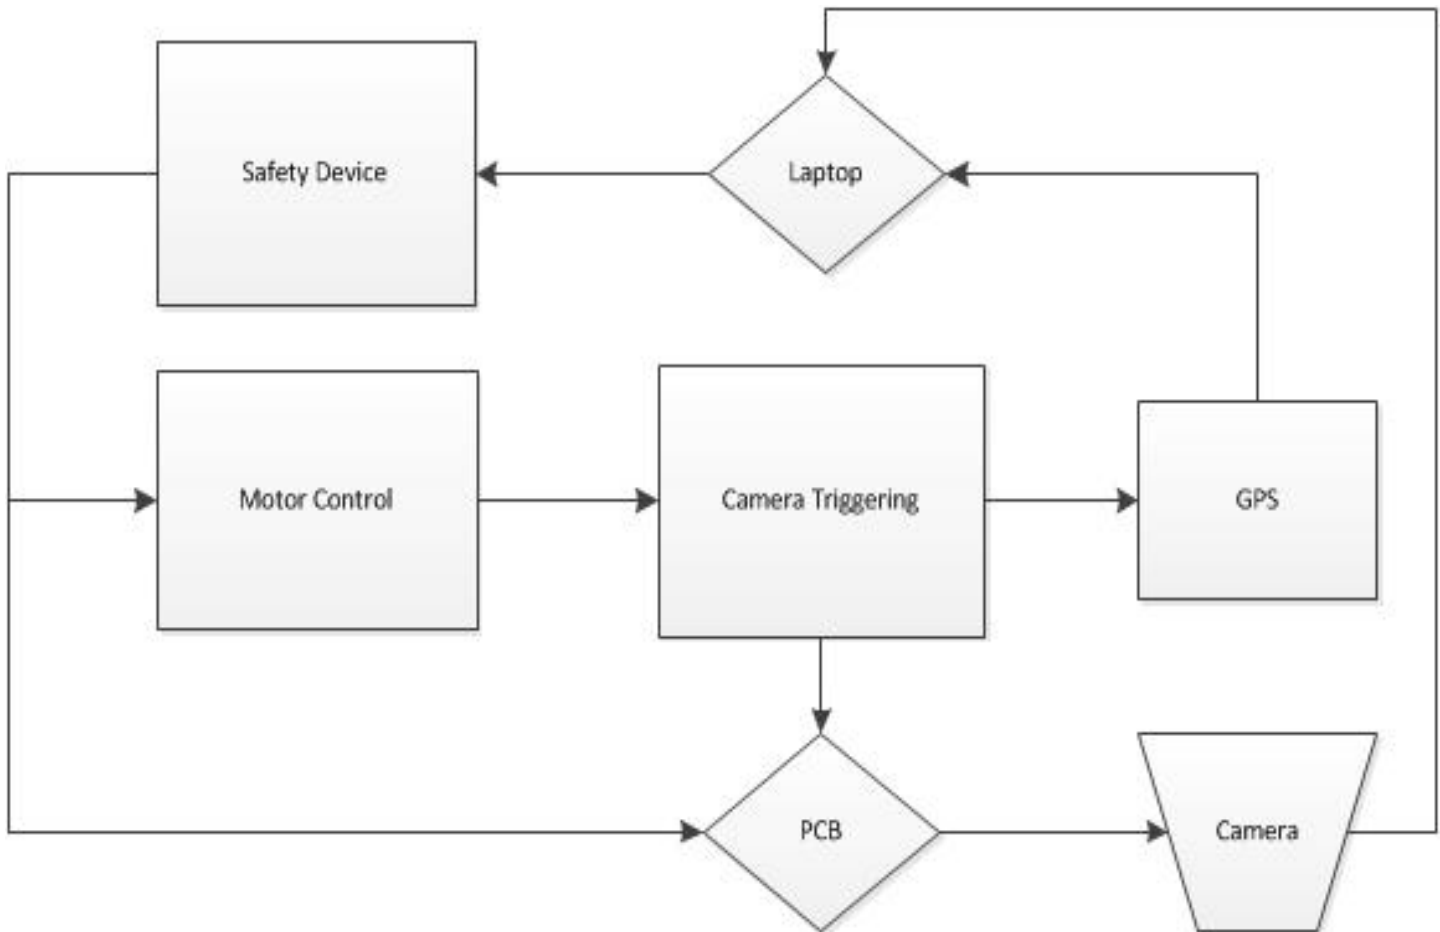 Safety Device
Laptop
Motor Control
Camera Triggering
GPS
PCB
Camera